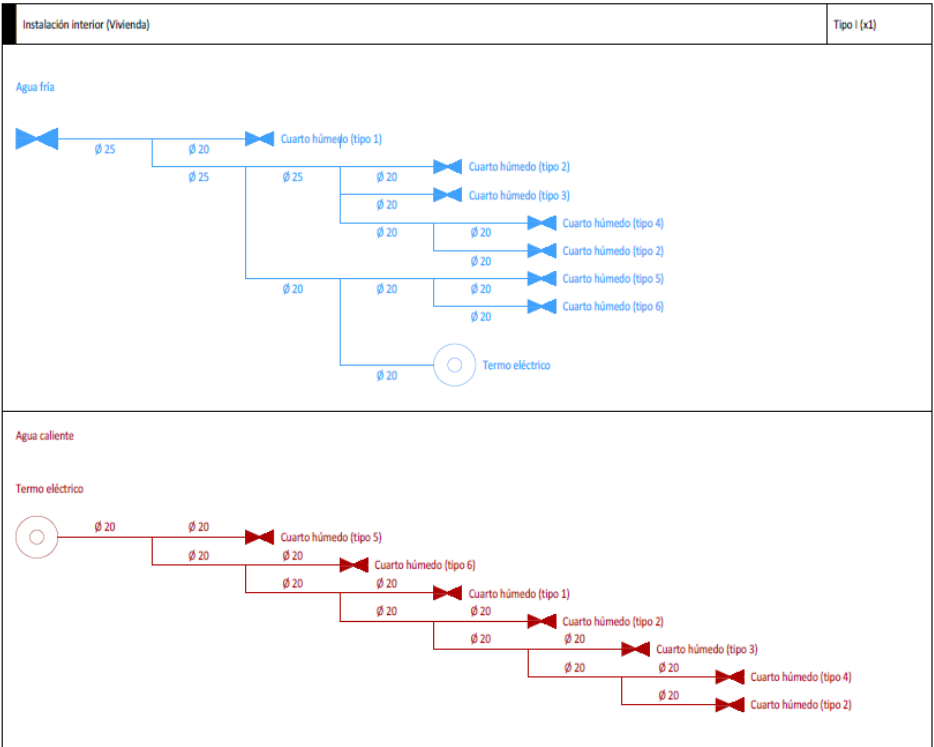 Instalación interior (Vivienda) Tipo I (x1)
Agua fría
Cuarto húmedo (tipo 1)
Ø 25 Ø 20
Cuarto húmedo (tipo 2)
Ø 25 Ø 25 Ø 20
Cuarto húmedo (tipo 3)
Ø 20
Cuarto húmedo (tipo 4)
Ø 20 Ø 20
Cuarto húmedo (tipo 2)
Ø 20
Cuarto húmedo (tipo 5)
Ø 20 Ø 20 Ø 20
Cuarto húmedo (tipo 6)
Ø 20
Termo eléctrico
Ø 20
Agua caliente
Termo eléctrico
Ø 20 Ø 20
Cuarto húmedo (tipo 5)
Ø 20 Ø 20
Cuarto húmedo (tipo 6)
Ø 20 Ø 20
Cuarto húmedo (tipo 1)
Ø 20 Ø 20
Cuarto húmedo (tipo 2)
Ø 20 Ø 20
Cuarto húmedo (tipo 3)
Ø 20 Ø 20
Cuarto húmedo (tipo 4)
Ø 20
Cuarto húmedo (tipo 2)